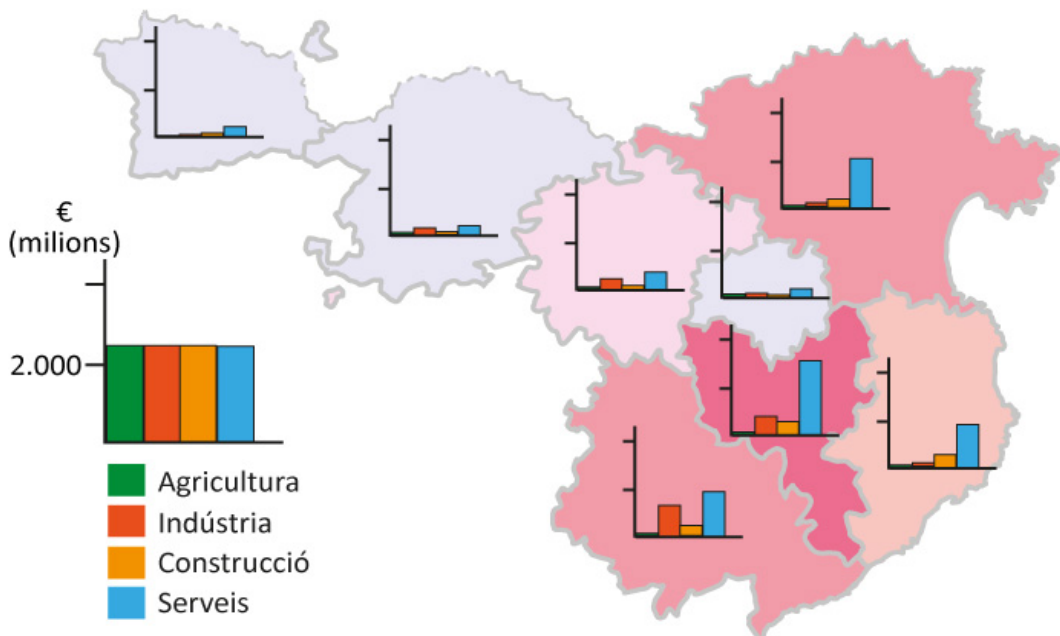 €
(milions)
2.000
Agricultura
Indústria
Construcció
Serveis